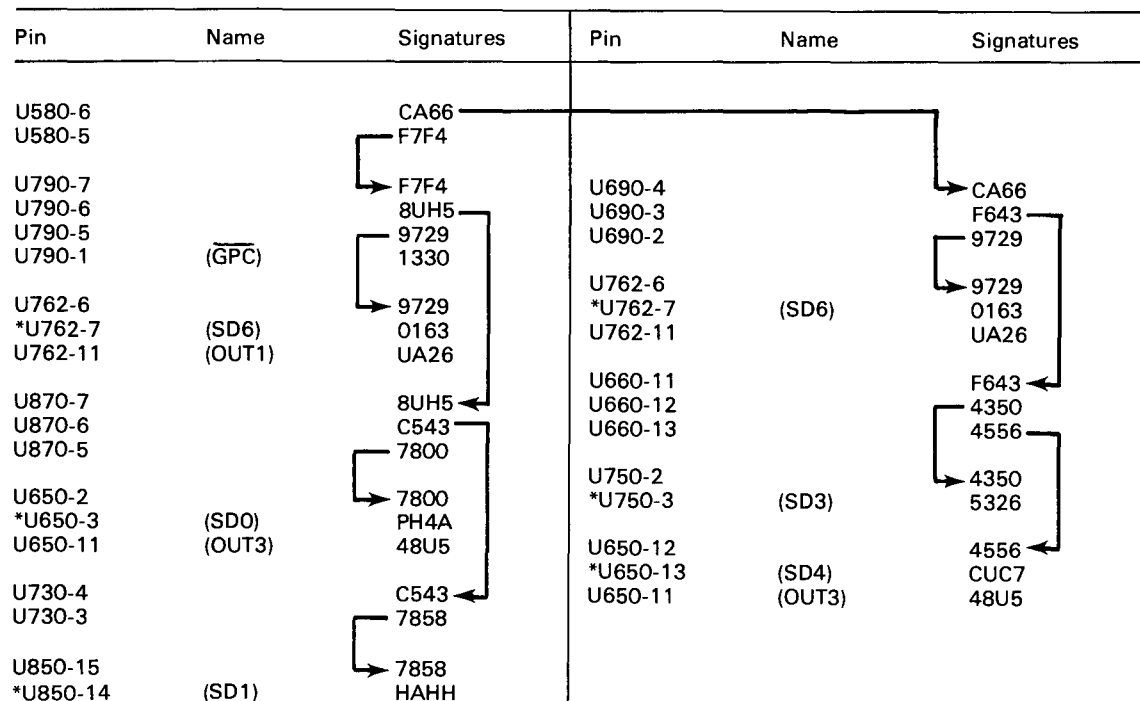 Pin Name Signatures
U580-6 CA66
U580-5 F7F4
U790-7 F7F4
U790-6 8UH5
U790-5 9729
U790-1 (GPC) 1330
U762-6 9729
*U762-7 (SD6) 0163
U762-11 (OUT1) UA26
U870-7 8UH5
U870-6 C543
U870-5 7800
U650-2 7800
*U650-3 (SD0) PH4A
U650-11 (OUT3) 48U5
U730-4 C543
U730-3 7858
U850-15 7858
*U850-14 (SD1) HAHH
Pin Name Signatures
U690-4 CA66
U690-3 F643
U690-2 9729
U762-6 9729
*U762-7 (SD6) 0163
U762-11 UA26
U660-11 F643
U660-12 4350
U660-13 4556
U750-2 4350
*U750-3 (SD3) 5326
U650-12 4556
*U650-13 (SD4) CUC7
U650-11 (OUT3) 48U5